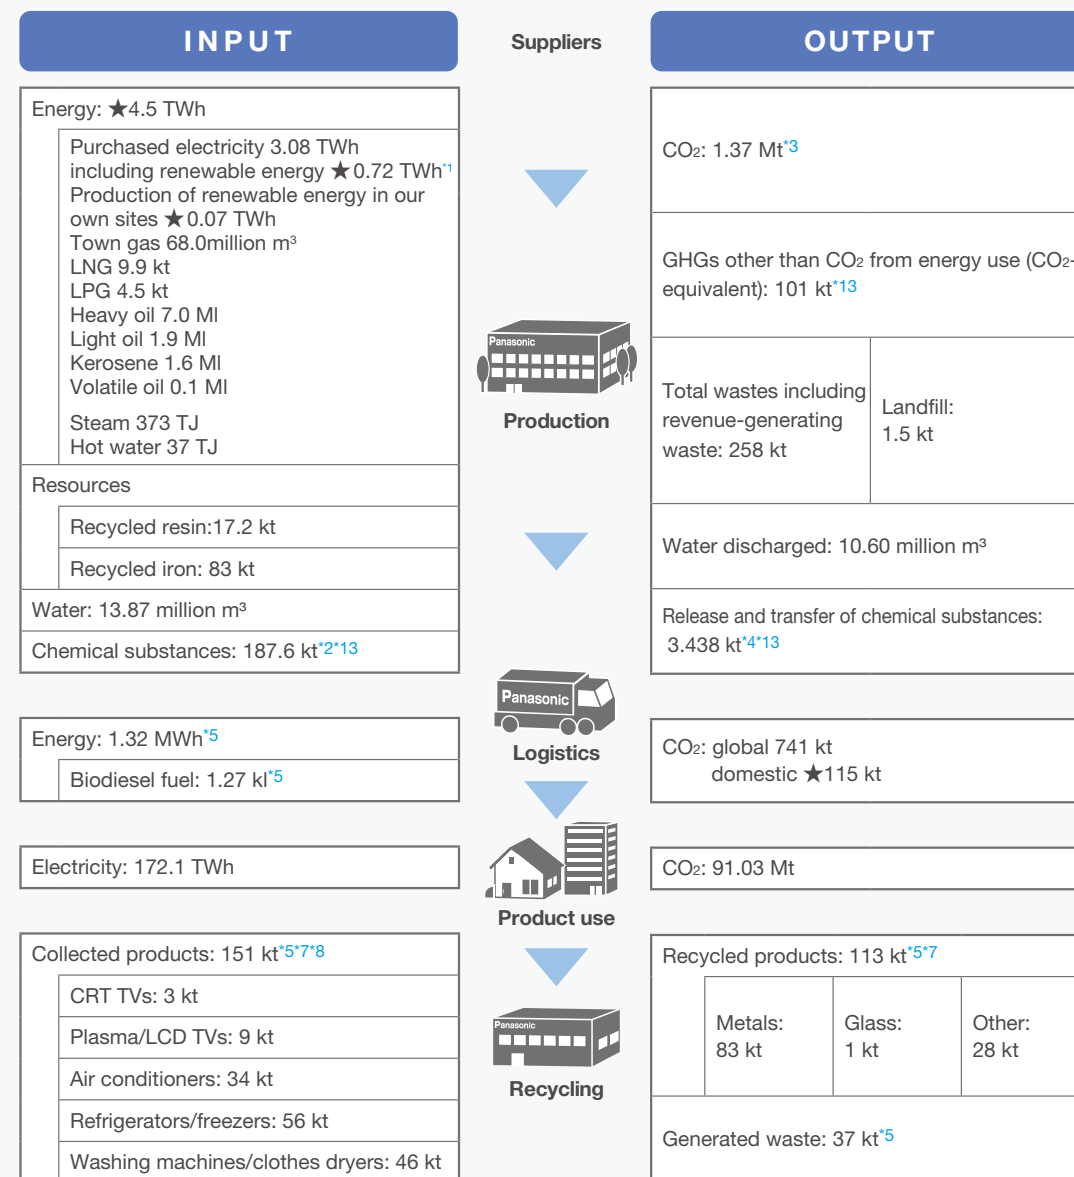 INPUT
Suppliers
OUTPUT
Energy: ★4.5 TWh
Purchased electricity 3.08 TWh
including renewable energy ★0.72 TWh*1
Production of renewable energy in our
own sites ★0.07 TWh
Town gas 68.0million m³
LNG 9.9 kt
LPG 4.5 kt
Heavy oil 7.0 Ml
Light oil 1.9 Ml
Kerosene 1.6 Ml
Volatile oil 0.1 Ml
Steam 373 TJ
Hot water 37 TJ
Resources
Recycled resin:17.2 kt
Recycled iron: 83 kt
Water: 13.87 million m³
Chemical substances: 187.6 kt*2*13
Panasonic
Production
CO2: 1.37 Mt*3
GHGs other than CO2 from energy use (CO2-
equivalent): 101 kt*13
Total wastes including
revenue-generating
waste: 258 kt
Landfill:
1.5 kt
Water discharged: 10.60 million m³
Release and transfer of chemical substances:
3.438 kt*4*13
Energy: 1.32 MWh*5
Biodiesel fuel: 1.27 kl*5
Panasonic
Logistics
CO2: global 741 kt
domestic ★115 kt
Electricity: 172.1 TWh
Product use
CO2: 91.03 Mt
Collected products: 151 kt*5*7*8
CRT TVs: 3 kt
Plasma/LCD TVs: 9 kt
Air conditioners: 34 kt
Refrigerators/freezers: 56 kt
Washing machines/clothes dryers: 46 kt
Panasonic
Recycling
Recycled products: 113 kt*5*7
Metals:
83 kt
Glass:
1 kt
Other:
28 kt
Generated waste: 37 kt*5